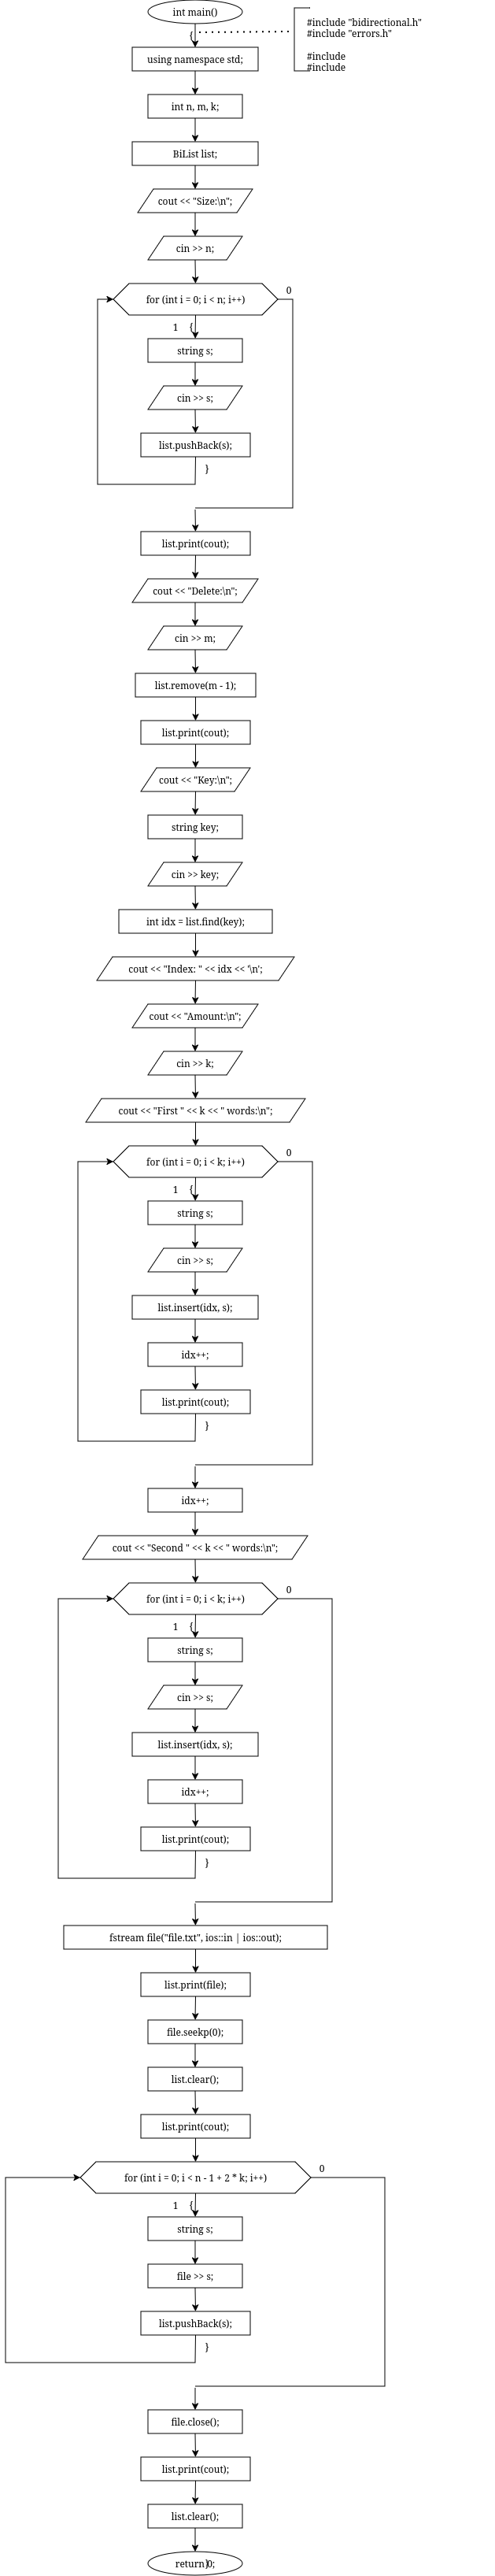 int main()
{
#include "bidirectional.h"
#include "errors.h"
#include
#include
using namespace std;
int n, m, k;
BiList list;
cout << "Size:\n";
cin >> n;
for (int i = 0; i < n; i++)
0
1 {
string s;
cin >> s;
list.pushBack(s);
}
list.print(cout);
cout << "Delete:\n";
cin >> m;
list.remove(m - 1);
list.print(cout);
cout << "Key:\n";
string key;
cin >> key;
int idx = list.find(key);
cout << "Index: " << idx << '\n';
cout << "Amount:\n";
cin >> k;
cout << "First " << k << " words:\n";
for (int i = 0; i < k; i++)
0
1 {
string s;
cin >> s;
list.insert(idx, s);
idx++;
list.print(cout);
}
idx++;
cout << "Second " << k << " words:\n";
for (int i = 0; i < k; i++)
0
1 {
string s;
cin >> s;
list.insert(idx, s);
idx++;
list.print(cout);
}
fstream file("file.txt", ios::in | ios::out);
list.print(file);
file.seekp(0);
list.clear();
list.print(cout);
for (int i = 0; i < n - 1 + 2 * k; i++)
0
1 {
string s;
file >> s;
list.pushBack(s);
}
file.close();
list.print(cout);
list.clear();
return 0;
}